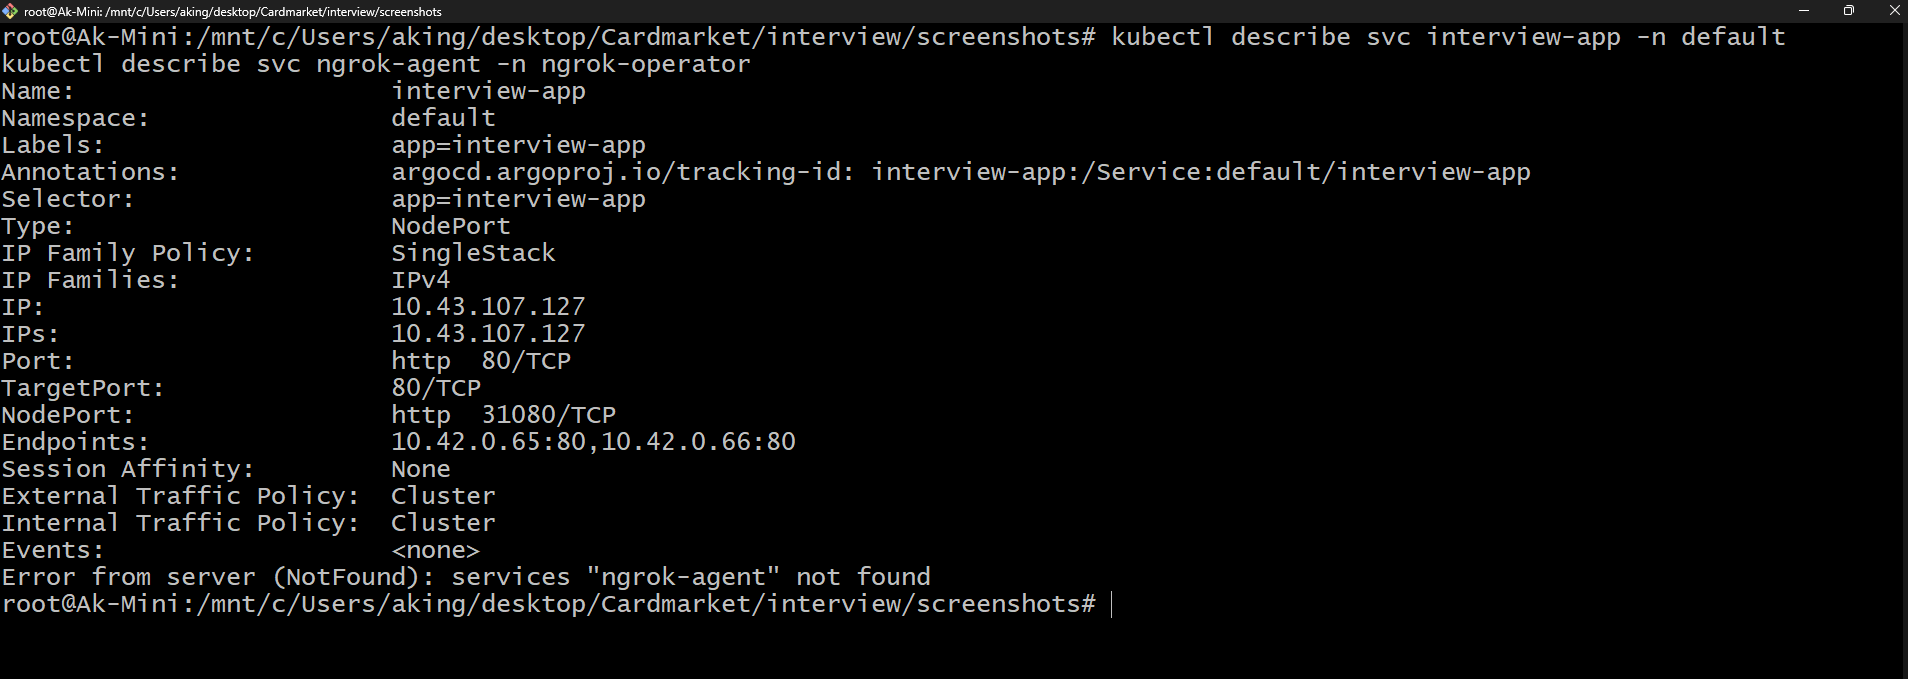 root@Ak-Mini: /mnt/c/Users/aking/desktop/Cardmarket/interview/screenshots
root@Ak-Mini:/mnt/c/Users/aking/desktop/Cardmarket/interview/screenshots# kubectl describe svc interview-app -n default
kubectl describe svc ngrok-agent -n ngrok-operator
Name:                     interview-app
Namespace:                default
Labels:                   app=interview-app
Annotations:              argocd.argoproj.io/tracking-id: interview-app:/Service:default/interview-app
Selector:                 app=interview-app
Type:                     NodePort
IP Family Policy:         SingleStack
IP Families:              IPv4
IP:                       10.43.107.127
IPs:                      10.43.107.127
Port:                     http  80/TCP
TargetPort:               80/TCP
NodePort:                 http  31080/TCP
Endpoints:                10.42.0.65:80,10.42.0.66:80
Session Affinity:         None
External Traffic Policy:  Cluster
Internal Traffic Policy:  Cluster
Events:                   <none>
Error from server (NotFound): services "ngrok-agent" not found
root@Ak-Mini:/mnt/c/Users/aking/desktop/Cardmarket/interview/screenshots#